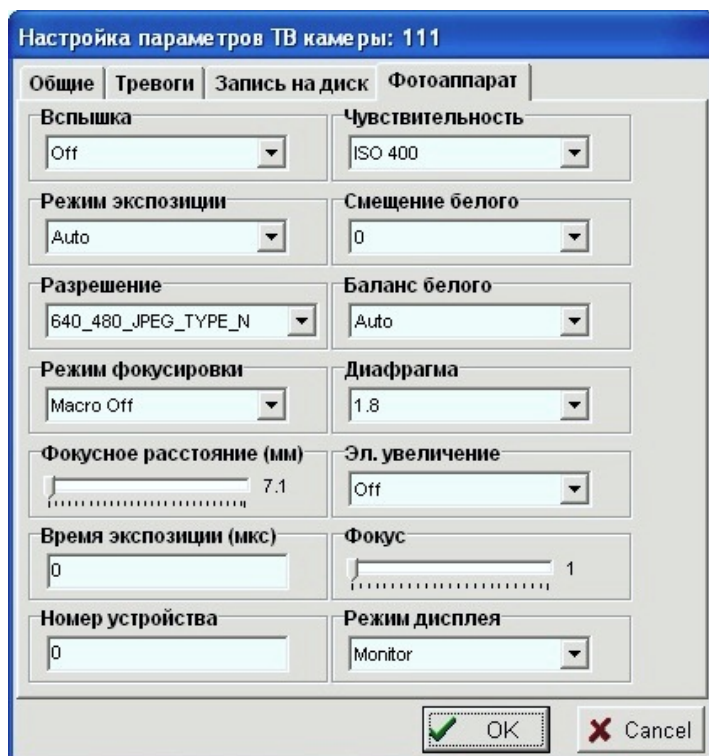 Настройка параметров ТВ камеры: 111
Общие Тревоги Запись на диск Фотоаппарат
Вспышка Чувствительность
Off ISO 400
Режим экспозиции Смещение белого
Auto 0
Разрешение Баланс белого
640_480_JPEG_TYPE_N Auto
Режим фокусировки Диафрагма
Macro Off 1.8
Фокусное расстояние (мм) Эл. увеличение
7.1 Off
Время экспозиции (мкс) Фокус
0 1
Номер устройства Режим дисплея
0 Monitor
OK Cancel